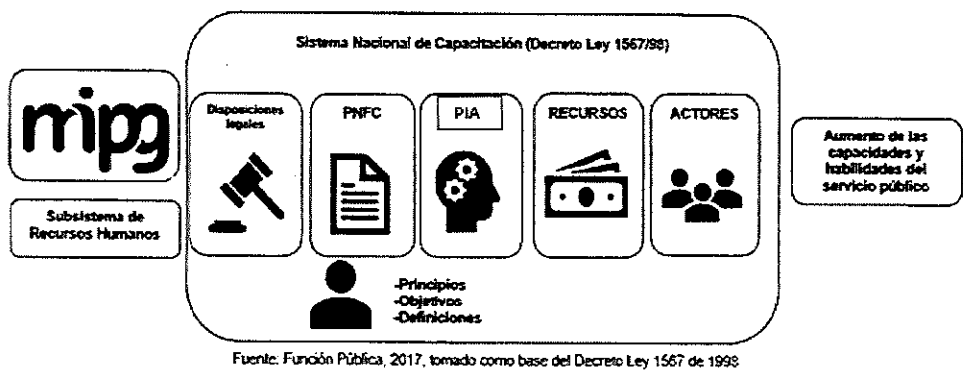 Sistema Nacional de Capacitación (Decreto Ley 1567/98)
mipg
Subsistema de
Recursos Humanos
Disposiciones
legales
PNFC
PIA
RECURSOS
ACTORES
-Principios
-Objetivos
-Definiciones
Aumento de las
capacidades y
habilidades del
servicio público
Fuente: Función Pública, 2017, tomado como base del Decreto Ley 1567 de 1998